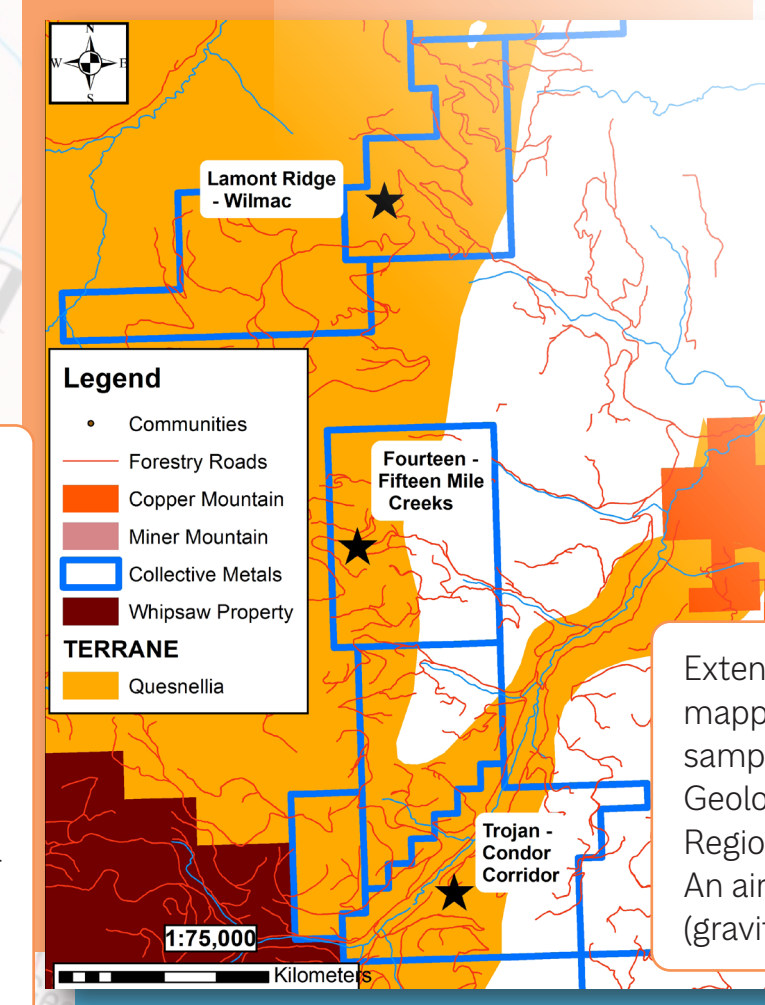 N
W E
S
Lamont Ridge
- Wilmac
Legend
Communities
Forestry Roads
Copper Mountain
Miner Mountain
Collective Metals
Whipsaw Property
TERRANE
Quesnellia
Fourteen -
Fifteen Mile
Creeks
Trojan -
Condor
Corridor
1:75,000
Kilometers
Exten
mapp
samp
Geolo
Regio
An air
(gravit